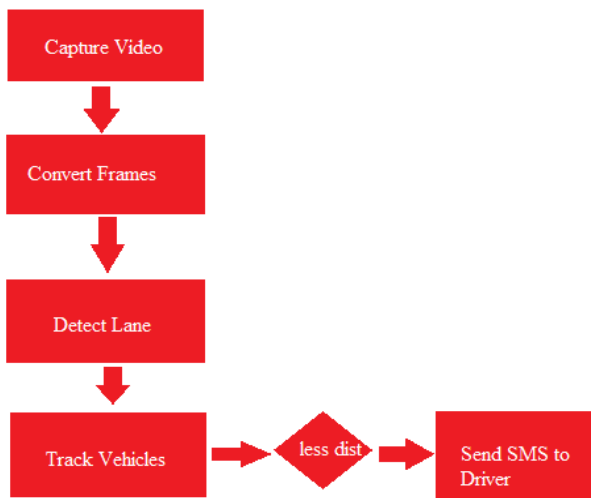 Capture Video
Convert Frames
Detect Lane
Track Vehicles
less dist
Send SMS to
Driver